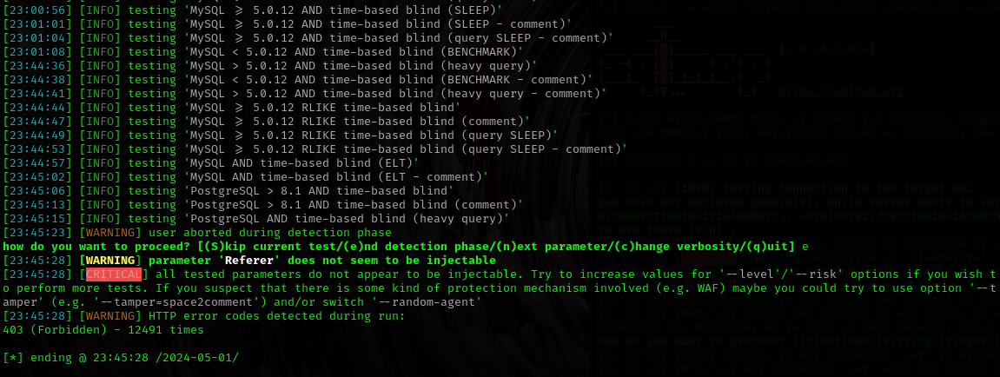 [23:00:56] [INFO] testing 'MySQL ≥ 5.0.12 AND time-based blind (SLEEP)'
[23:01:01] [INFO] testing 'MySQL ≥ 5.0.12 AND time-based blind (SLEEP - comment)'
[23:01:04] [INFO] testing 'MySQL ≥ 5.0.12 AND time-based blind (query SLEEP - comment)'
[23:01:08] [INFO] testing 'MySQL < 5.0.12 AND time-based blind (BENCHMARK)'
[23:44:36] [INFO] testing 'MySQL > 5.0.12 AND time-based blind (heavy query)'
[23:44:38] [INFO] testing 'MySQL < 5.0.12 AND time-based blind (BENCHMARK - comment)'
[23:44:41] [INFO] testing 'MySQL > 5.0.12 AND time-based blind (heavy query - comment)'
[23:44:44] [INFO] testing 'MySQL ≥ 5.0.12 RLIKE time-based blind'
[23:44:47] [INFO] testing 'MySQL ≥ 5.0.12 RLIKE time-based blind (comment)'
[23:44:49] [INFO] testing 'MySQL ≥ 5.0.12 RLIKE time-based blind (query SLEEP)'
[23:44:53] [INFO] testing 'MySQL ≥ 5.0.12 RLIKE time-based blind (query SLEEP - comment)'
[23:44:57] [INFO] testing 'MySQL AND time-based blind (ELT)'
[23:45:02] [INFO] testing 'MySQL AND time-based blind (ELT - comment)'
[23:45:06] [INFO] testing 'PostgreSQL > 8.1 AND time-based blind'
[23:45:13] [INFO] testing 'PostgreSQL > 8.1 AND time-based blind (comment)'
[23:45:15] [INFO] testing 'PostgreSQL AND time-based blind (heavy query)'
[23:45:23] [WARNING] user aborted during detection phase
how do you want to proceed? [(S)kip current test/(e)nd detection phase/(n)ext parameter/(c)hange verbosity/(q)uit] e
[23:45:28] [WARNING] parameter 'Referer' does not seem to be injectable
[23:45:28] [CRITICAL] all tested parameters do not appear to be injectable. Try to increase values for '--level'/'--risk' options if you wish t
o perform more tests. If you suspect that there is some kind of protection mechanism involved (e.g. WAF) maybe you could try to use option '--t
amper' (e.g. '--tamper=space2comment') and/or switch '--random-agent'
[23:45:28] [WARNING] HTTP error codes detected during run:
403 (Forbidden) - 12491 times
[*] ending @ 23:45:28 /2024-05-01/
https://sqlmap.org
[INFO] testing connection to the target URL